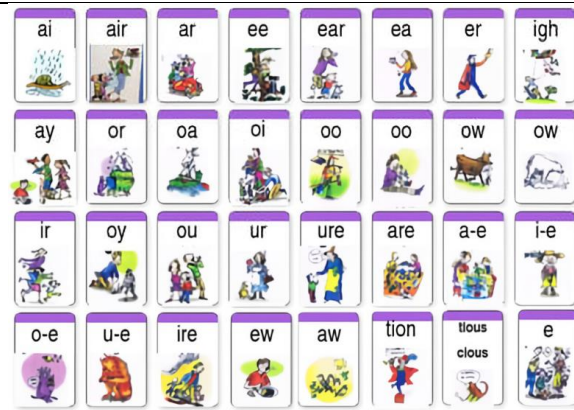 ai air ar ee ear ea er igh
ay or oa oi oo oo ow ow
ir oy ou ur ure are a-e i-e
o-e u-e ire ew aw tion tious e
cious